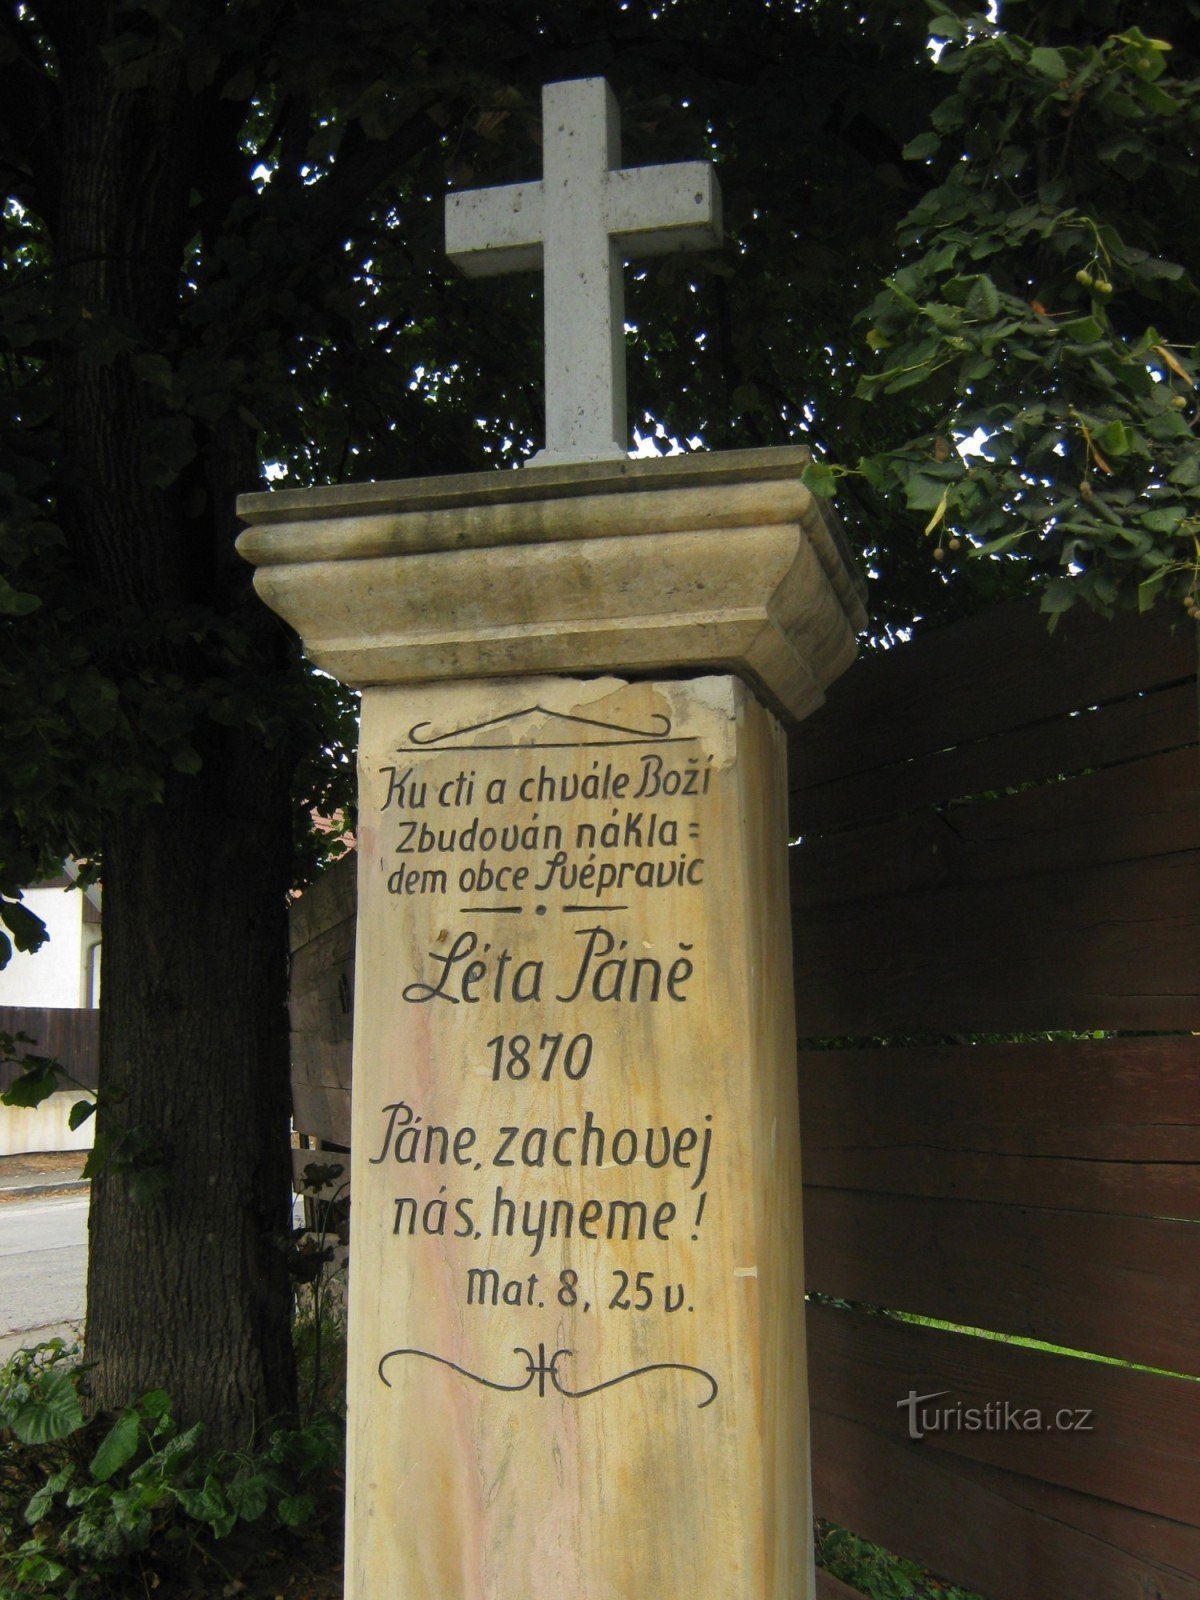 Ku cti a chvále Boží
Zbudován nákla=
dem obce Svépravic
Léta Páně
1870
Páne, zachovej
nás, hyneme!
Mat. 8, 25 v.
Turistika.cz